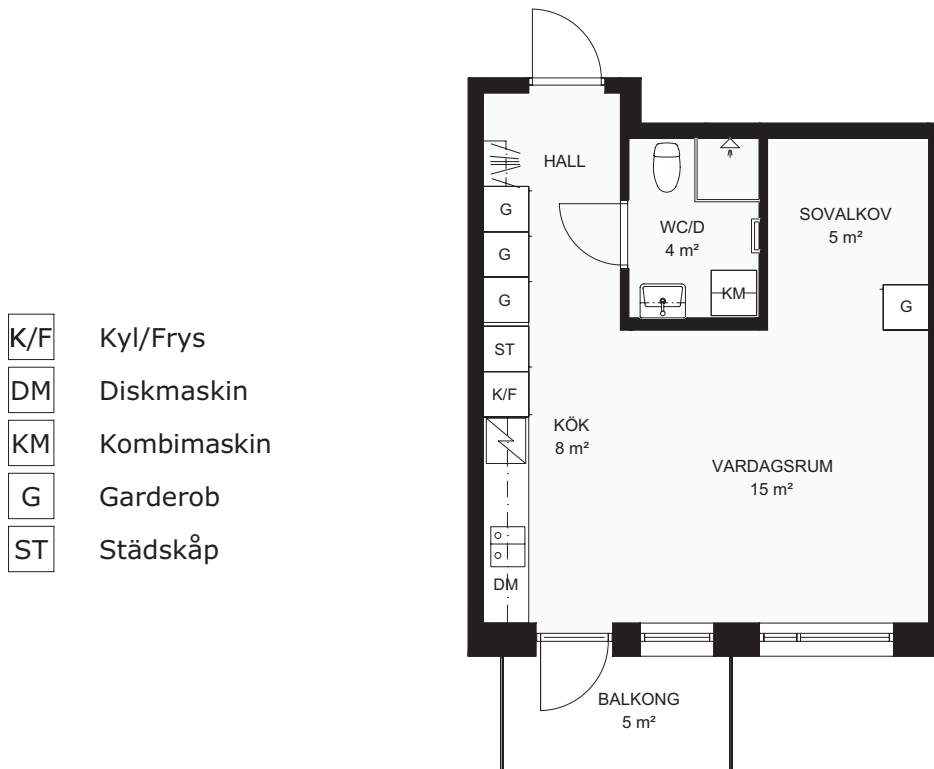 K/F Kyl/Frys
DM Diskmaskin
KM Kombimaskin
G Garderob
ST Städskåp
HALL
G
G
G
ST
K/F
DM
WC/D
4 m²
KM
SOVALKOV
5 m²
G
KÖK
8 m²
VARDAGSRUM
15 m²
BALKONG
5 m²